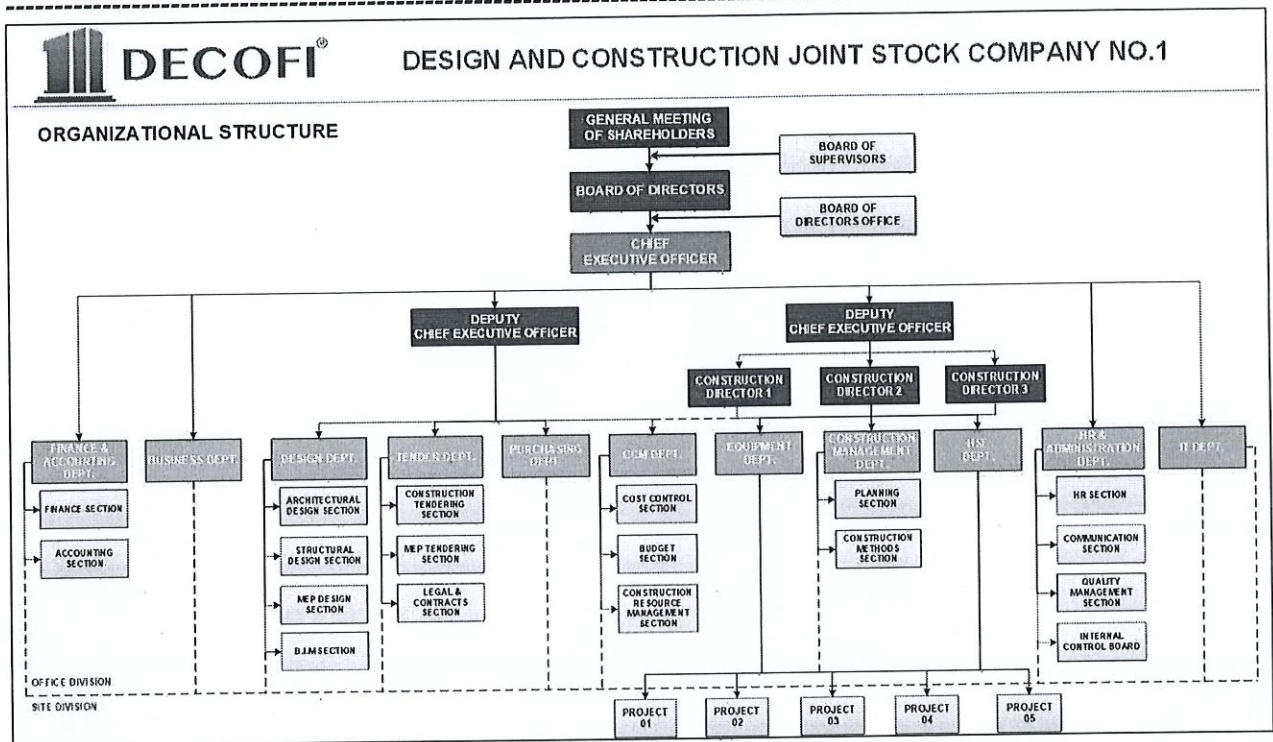 DECOFI®
DESIGN AND CONSTRUCTION JOINT STOCK COMPANY NO.1
ORGANIZATIONAL STRUCTURE
GENERAL MEETING
OF SHAREHOLDERS
BOARD OF
SUPERVISORS
BOARD OF DIRECTORS
BOARD OF
DIRECTORS OFFICE
CHIEF
EXECUTIVE OFFICER
DEPUTY
CHIEF EXECUTIVE OFFICER
DEPUTY
CHIEF EXECUTIVE OFFICER
CONSTRUCTION
DIRECTOR 1
CONSTRUCTION
DIRECTOR 2
CONSTRUCTION
DIRECTOR 3
FINANCE &
ACCOUNTING
DEPT.
BUSINESS DEPT.
DESIGN DEPT.
TENDER DEPT.
PURCHASING
DEPT.
CCM DEPT.
EQUIPMENT
DEPT.
CONSTRUCTION
MANAGEMENT
DEPT.
HSE
DEPT.
HR &
ADMINISTRATION
DEPT.
IT DEPT.
FINANCE SECTION
ACCOUNTING
SECTION
ARCHITECTURAL
DESIGN SECTION
STRUCTURAL
DESIGN SECTION
MEP DESIGN
SECTION
B.I.M SECTION
CONSTRUCTION
TENDERING
SECTION
MEP TENDERING
SECTION
LEGAL &
CONTRACTS
SECTION
COST CONTROL
SECTION
BUDGET
SECTION
CONSTRUCTION
RESOURCE
MANAGEMENT
SECTION
PLANNING
SECTION
CONSTRUCTION
METHODS
SECTION
HR SECTION
COMMUNICATION
SECTION
QUALITY
MANAGEMENT
SECTION
INTERNAL
CONTROL BOARD
OFFICE DIVISION
SITE DIVISION
PROJECT
01
PROJECT
02
PROJECT
03
PROJECT
04
PROJECT
05